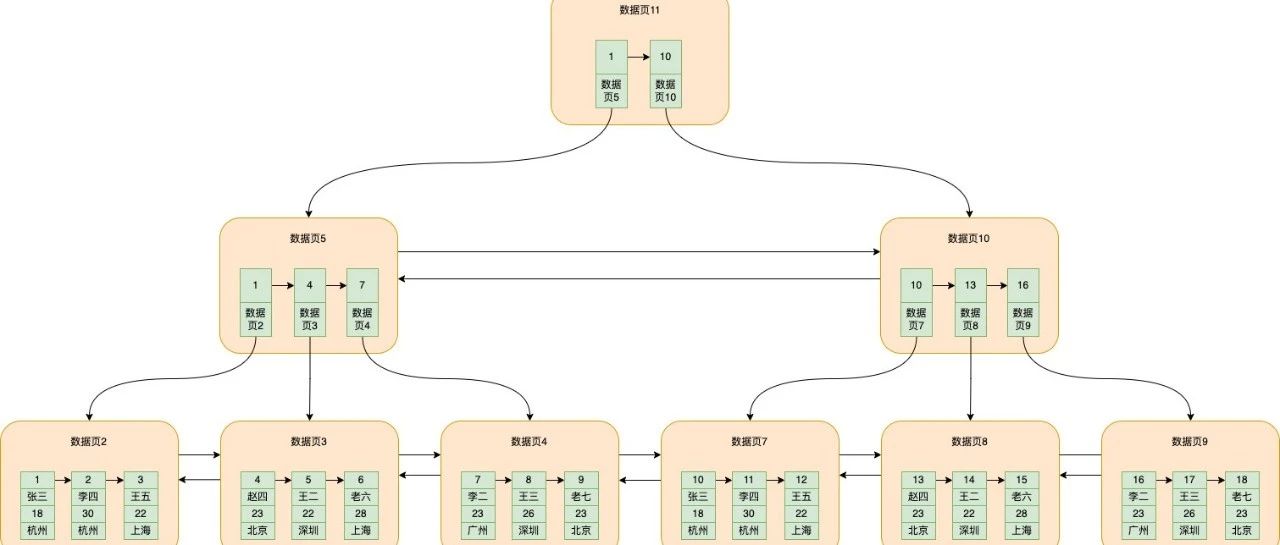 数据页11
1 10
数据 数据
页5 页10
数据页5 数据页10
1 4 7 10 13 16
数据 数据 数据 数据 数据 数据
页2 页3 页4 页7 页8 页9
数据页2 数据页3 数据页4 数据页7 数据页8 数据页9
1 2 3 4 5 6 7 8 9 10 11 12 13 14 15 16 17 18
张三 李四 王五 赵四 王二 老六 李二 王三 老七 张三 李四 王五 赵四 王二 老六 李二 王三 老七
18 30 22 23 22 28 23 26 23 18 30 22 23 22 28 23 26 23
杭州 杭州 上海 北京 深圳 上海 广州 深圳 北京 杭州 杭州 上海 北京 深圳 上海 广州 深圳 北京